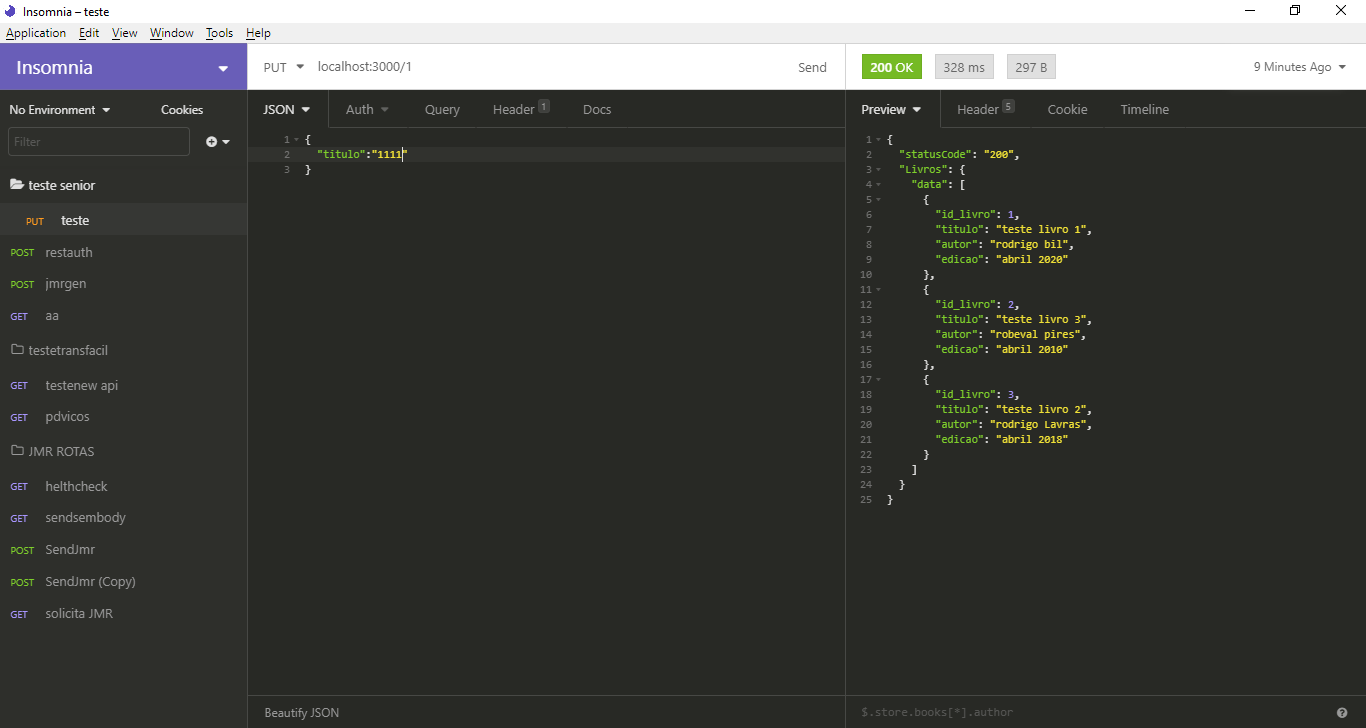 Insomnia – teste
Application Edit View Window Tools Help
Insomnia
PUT localhost:3000/1 Send
200 OK 328 ms 297 B 9 Minutes Ago
No Environment Cookies
JSON Auth Query Header 1 Docs
Preview Header 5 Cookie Timeline
Filter
teste senior
PUT teste
POST restauth
POST jmrgen
GET aa
testetransfacil
GET testenew api
GET pdvicos
JMR ROTAS
GET helthcheck
GET sendsembody
POST SendJmr
POST SendJmr (Copy)
GET solicita JMR
1 {
2 "titulo":"1111"
3 }
Beautify JSON
1 {
2 "statusCode": "200",
3 "Livros": {
4 "data": [
5 {
6 "id_livro": 1,
7 "titulo": "teste livro 1",
8 "autor": "rodrigo bil",
9 "edicao": "abril 2020"
10 },
11 {
12 "id_livro": 2,
13 "titulo": "teste livro 3",
14 "autor": "robeval pires",
15 "edicao": "abril 2010"
16 },
17 {
18 "id_livro": 3,
19 "titulo": "teste livro 2",
20 "autor": "rodrigo Lavras",
21 "edicao": "abril 2018"
22 }
23 ]
24 }
25 }
$.store.books[*].author